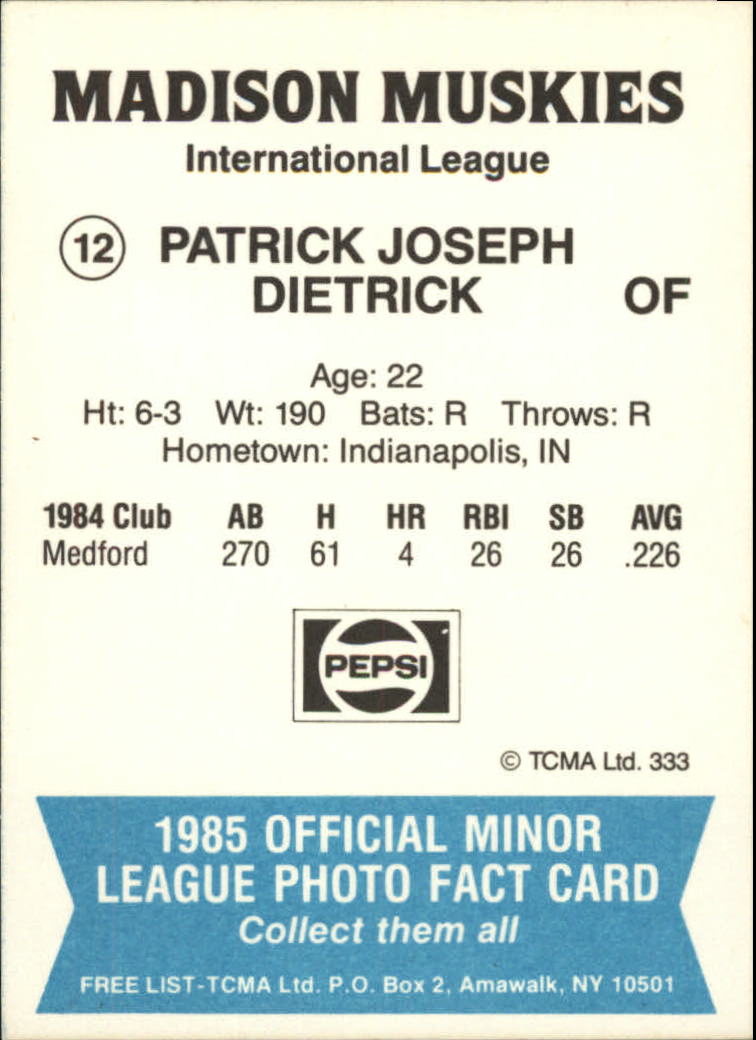 MADISON MUSKIES
International League
12 PATRICK JOSEPH
DIETRICK OF
Age: 22
Ht: 6-3 Wt: 190 Bats: R Throws: R
Hometown: Indianapolis, IN
1984 Club AB H HR RBI SB AVG
Medford 270 61 4 26 26 .226
PEPSI
© TCMA Ltd. 333
1985 OFFICIAL MINOR
LEAGUE PHOTO FACT CARD
Collect them all
FREE LIST-TCMA Ltd. P.O. Box 2, Amawalk, NY 10501